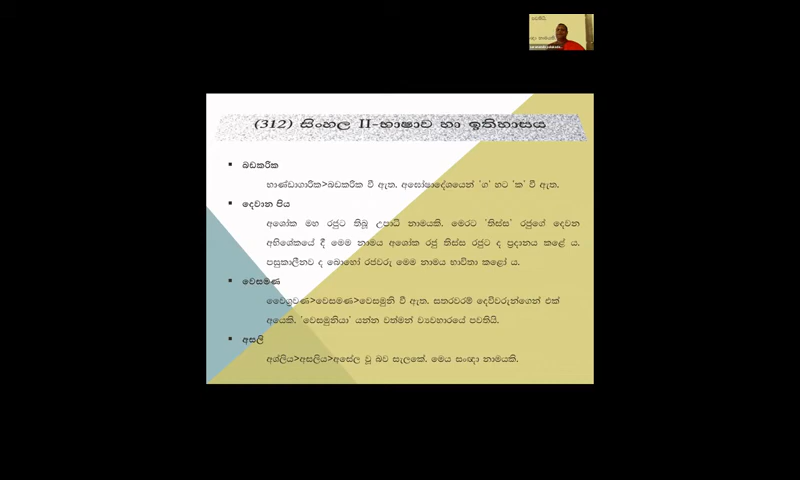 (312) සිංහල II-භාෂාව හා ඉතිහාසය
▪ බඩකරික
භාණ්ඩාගාරික>බඩකරික වී ඇත. අඝෝෂාදේශයෙන් 'ග' හට 'ක' වී ඇත.
▪ දෙවාන පිය
අශෝක මහ රජුට තිබූ උපාධි නාමයකි. මෙරට 'තිස්ස' රජුගේ දෙවන
අභිශේකයේ දී මෙම නාමය අශෝක රජු තිස්ස රජුට ද ප්‍රදානය කළේ ය.
පසුකාලීනව ද බොහෝ රජවරු මෙම නාමය භාවිතා කළෝ ය.
▪ වෙසමණ
වෛශ්‍රවණ>වෙසමණ>වෙසමුනි වී ඇත. සතරවරම් දෙවිවරුන්ගෙන් එක්
අයෙකි. 'වෙසමුනියා' යන්න වත්මන් ව්‍යවහාරයේ පවතියි.
▪ අසලි
අශ්ලිය>අසලිය>අසේල වූ බව සැලකේ. මෙය සංඥා නාමයකි.